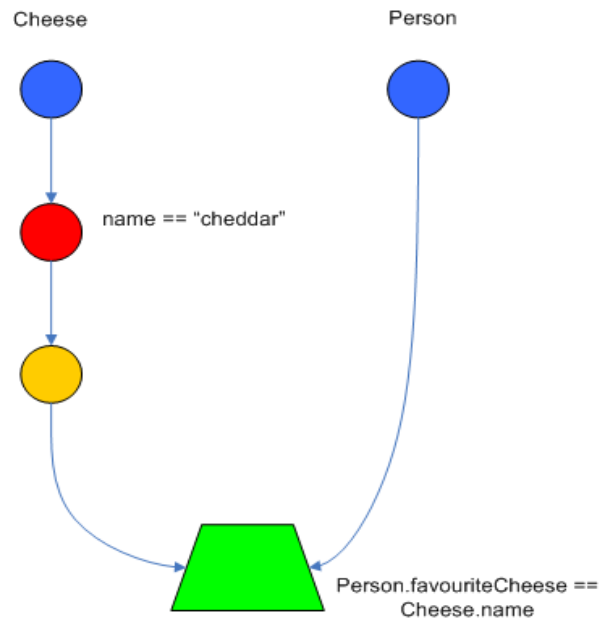 Cheese
Person
name == “cheddar”
Person.favouriteCheese ==
Cheese.name